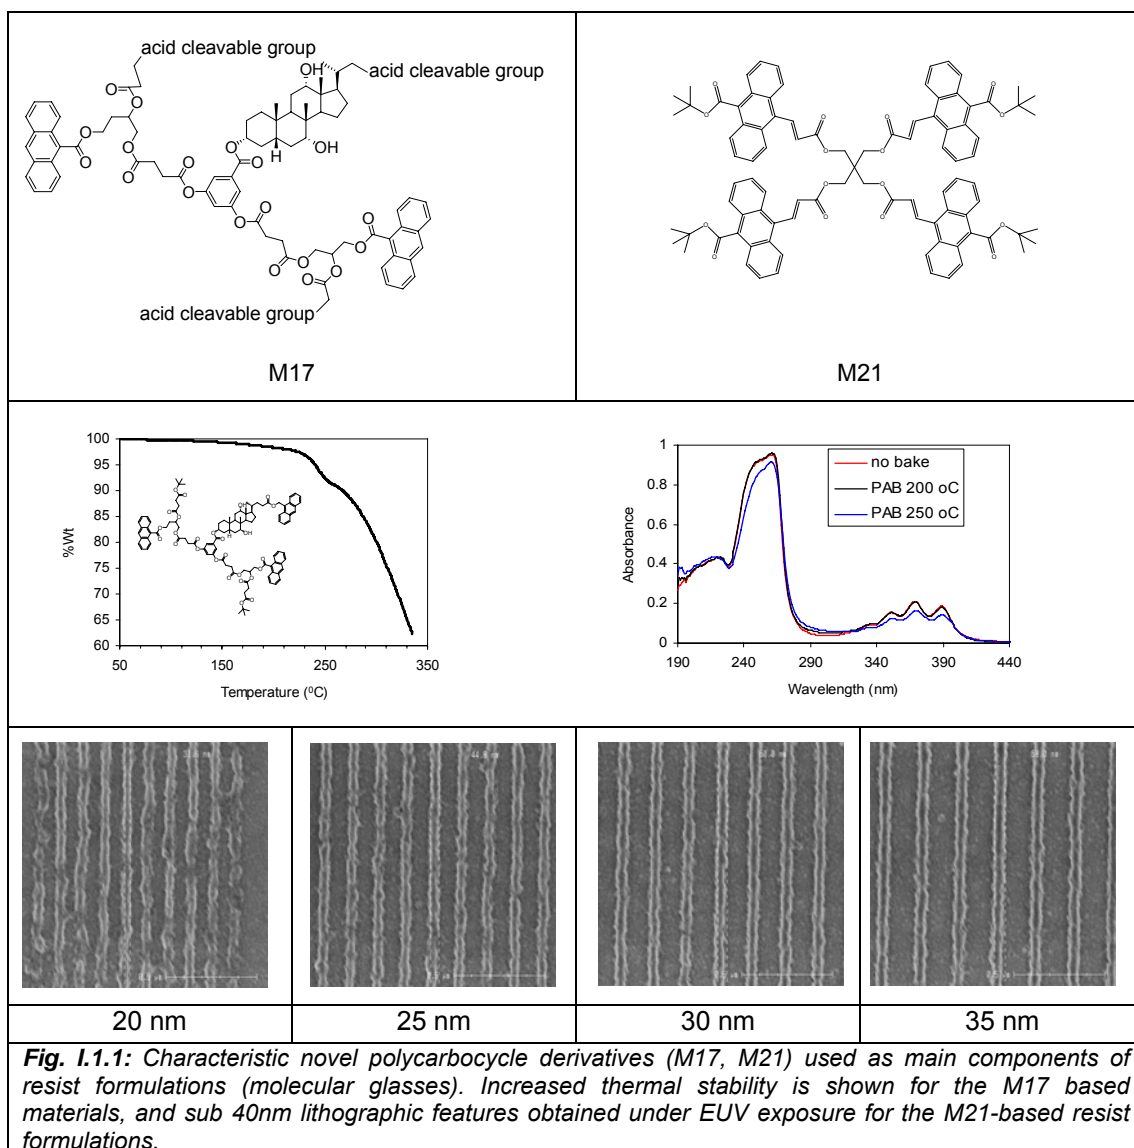 acid cleavable group
OH
acid cleavable group
OH
H
acid cleavable group
M17
M21
%Wt
100
95
90
85
80
75
70
65
60
50
150
250
350
Temperature (⁰C)
Absorbance
1
0.8
0.6
0.4
0.2
0
190
240
290
340
390
440
Wavelength (nm)
no bake
PAB 200 oC
PAB 250 oC
20 nm
25 nm
30 nm
35 nm
Fig. I.1.1: Characteristic novel polycarbocycle derivatives (M17, M21) used as main components of
resist formulations (molecular glasses). Increased thermal stability is shown for the M17 based
materials, and sub 40nm lithographic features obtained under EUV exposure for the M21-based resist
formulations.